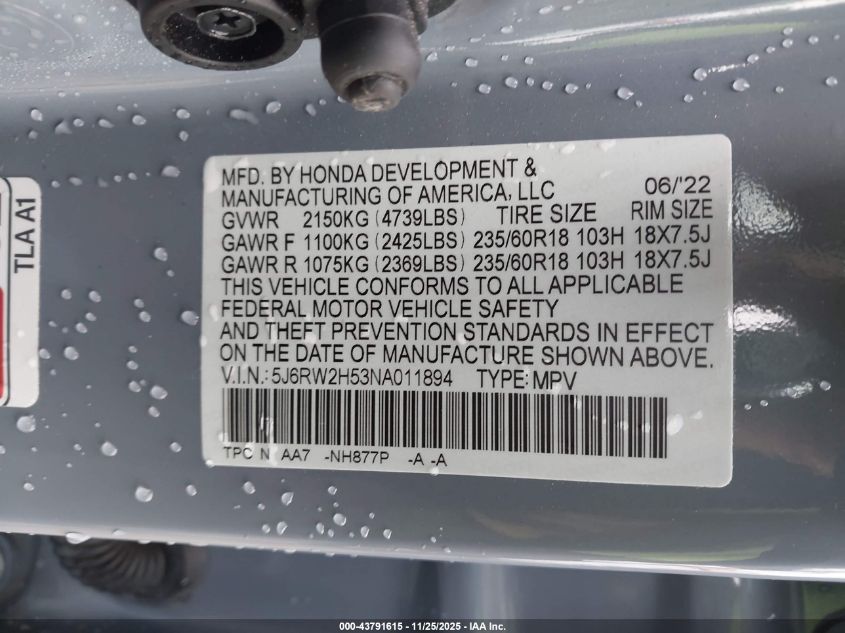 MFD. BY HONDA DEVELOPMENT &
MANUFACTURING OF AMERICA, LLC 06/'22
GVWR 2150KG (4739LBS) TIRE SIZE RIM SIZE
GAWR F 1100KG (2425LBS) 235/60R18 103H 18X7.5J
GAWR R 1075KG (2369LBS) 235/60R18 103H 18X7.5J
THIS VEHICLE CONFORMS TO ALL APPLICABLE
FEDERAL MOTOR VEHICLE SAFETY
AND THEFT PREVENTION STANDARDS IN EFFECT
ON THE DATE OF MANUFACTURE SHOWN ABOVE.
V.I.N.: 5J6RW2H53NA011894 TYPE: MPV
TPC N AA7 -NH877P -A -A
TLA A1
000-43791615 - 11/25/2025 - IAA Inc.